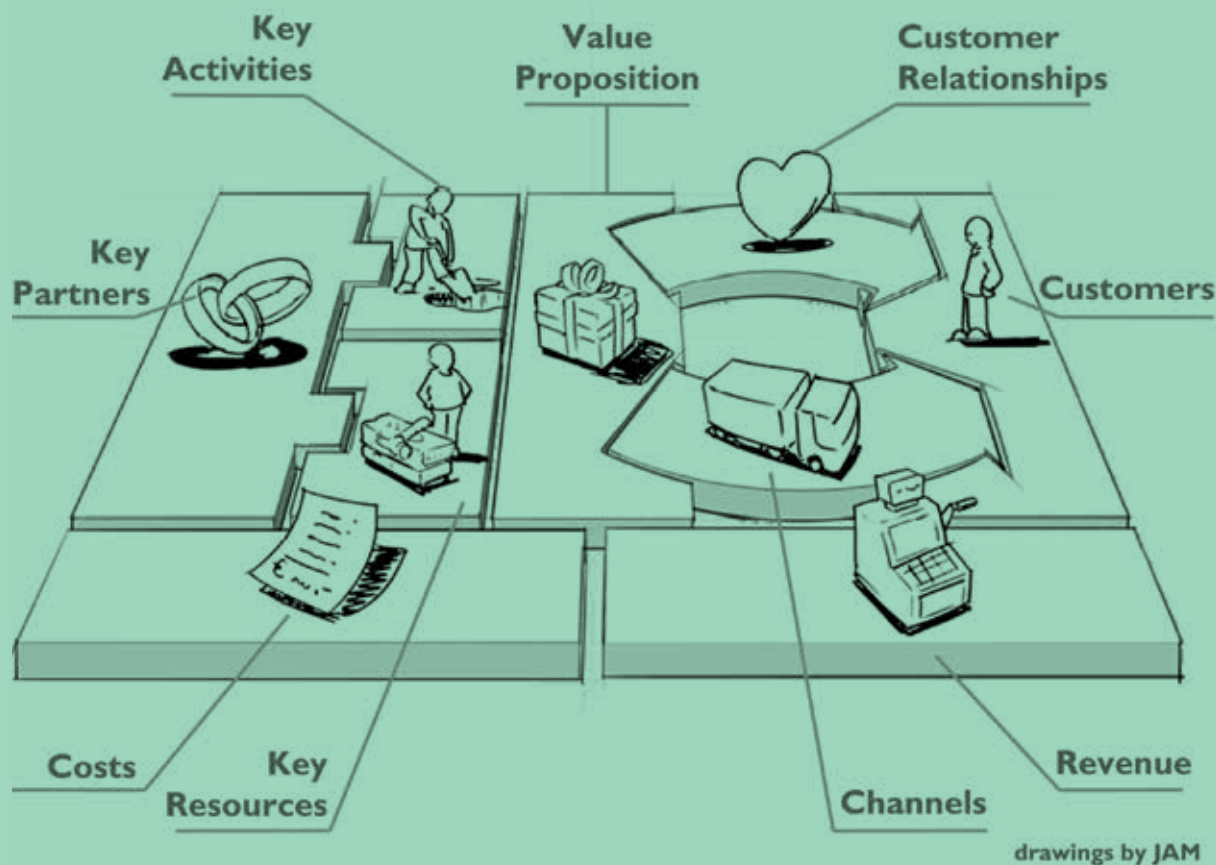 Key
Activities
Value
Proposition
Customer
Relationships
Key
Partners
Customers
Costs
Key
Resources
Channels
Revenue
drawings by JAM